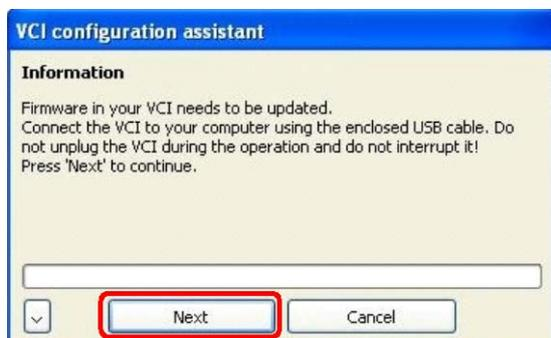 VCI configuration assistant
Information
Firmware in your VCI needs to be updated.
Connect the VCI to your computer using the enclosed USB cable. Do
not unplug the VCI during the operation and do not interrupt it!
Press 'Next' to continue.
Next
Cancel